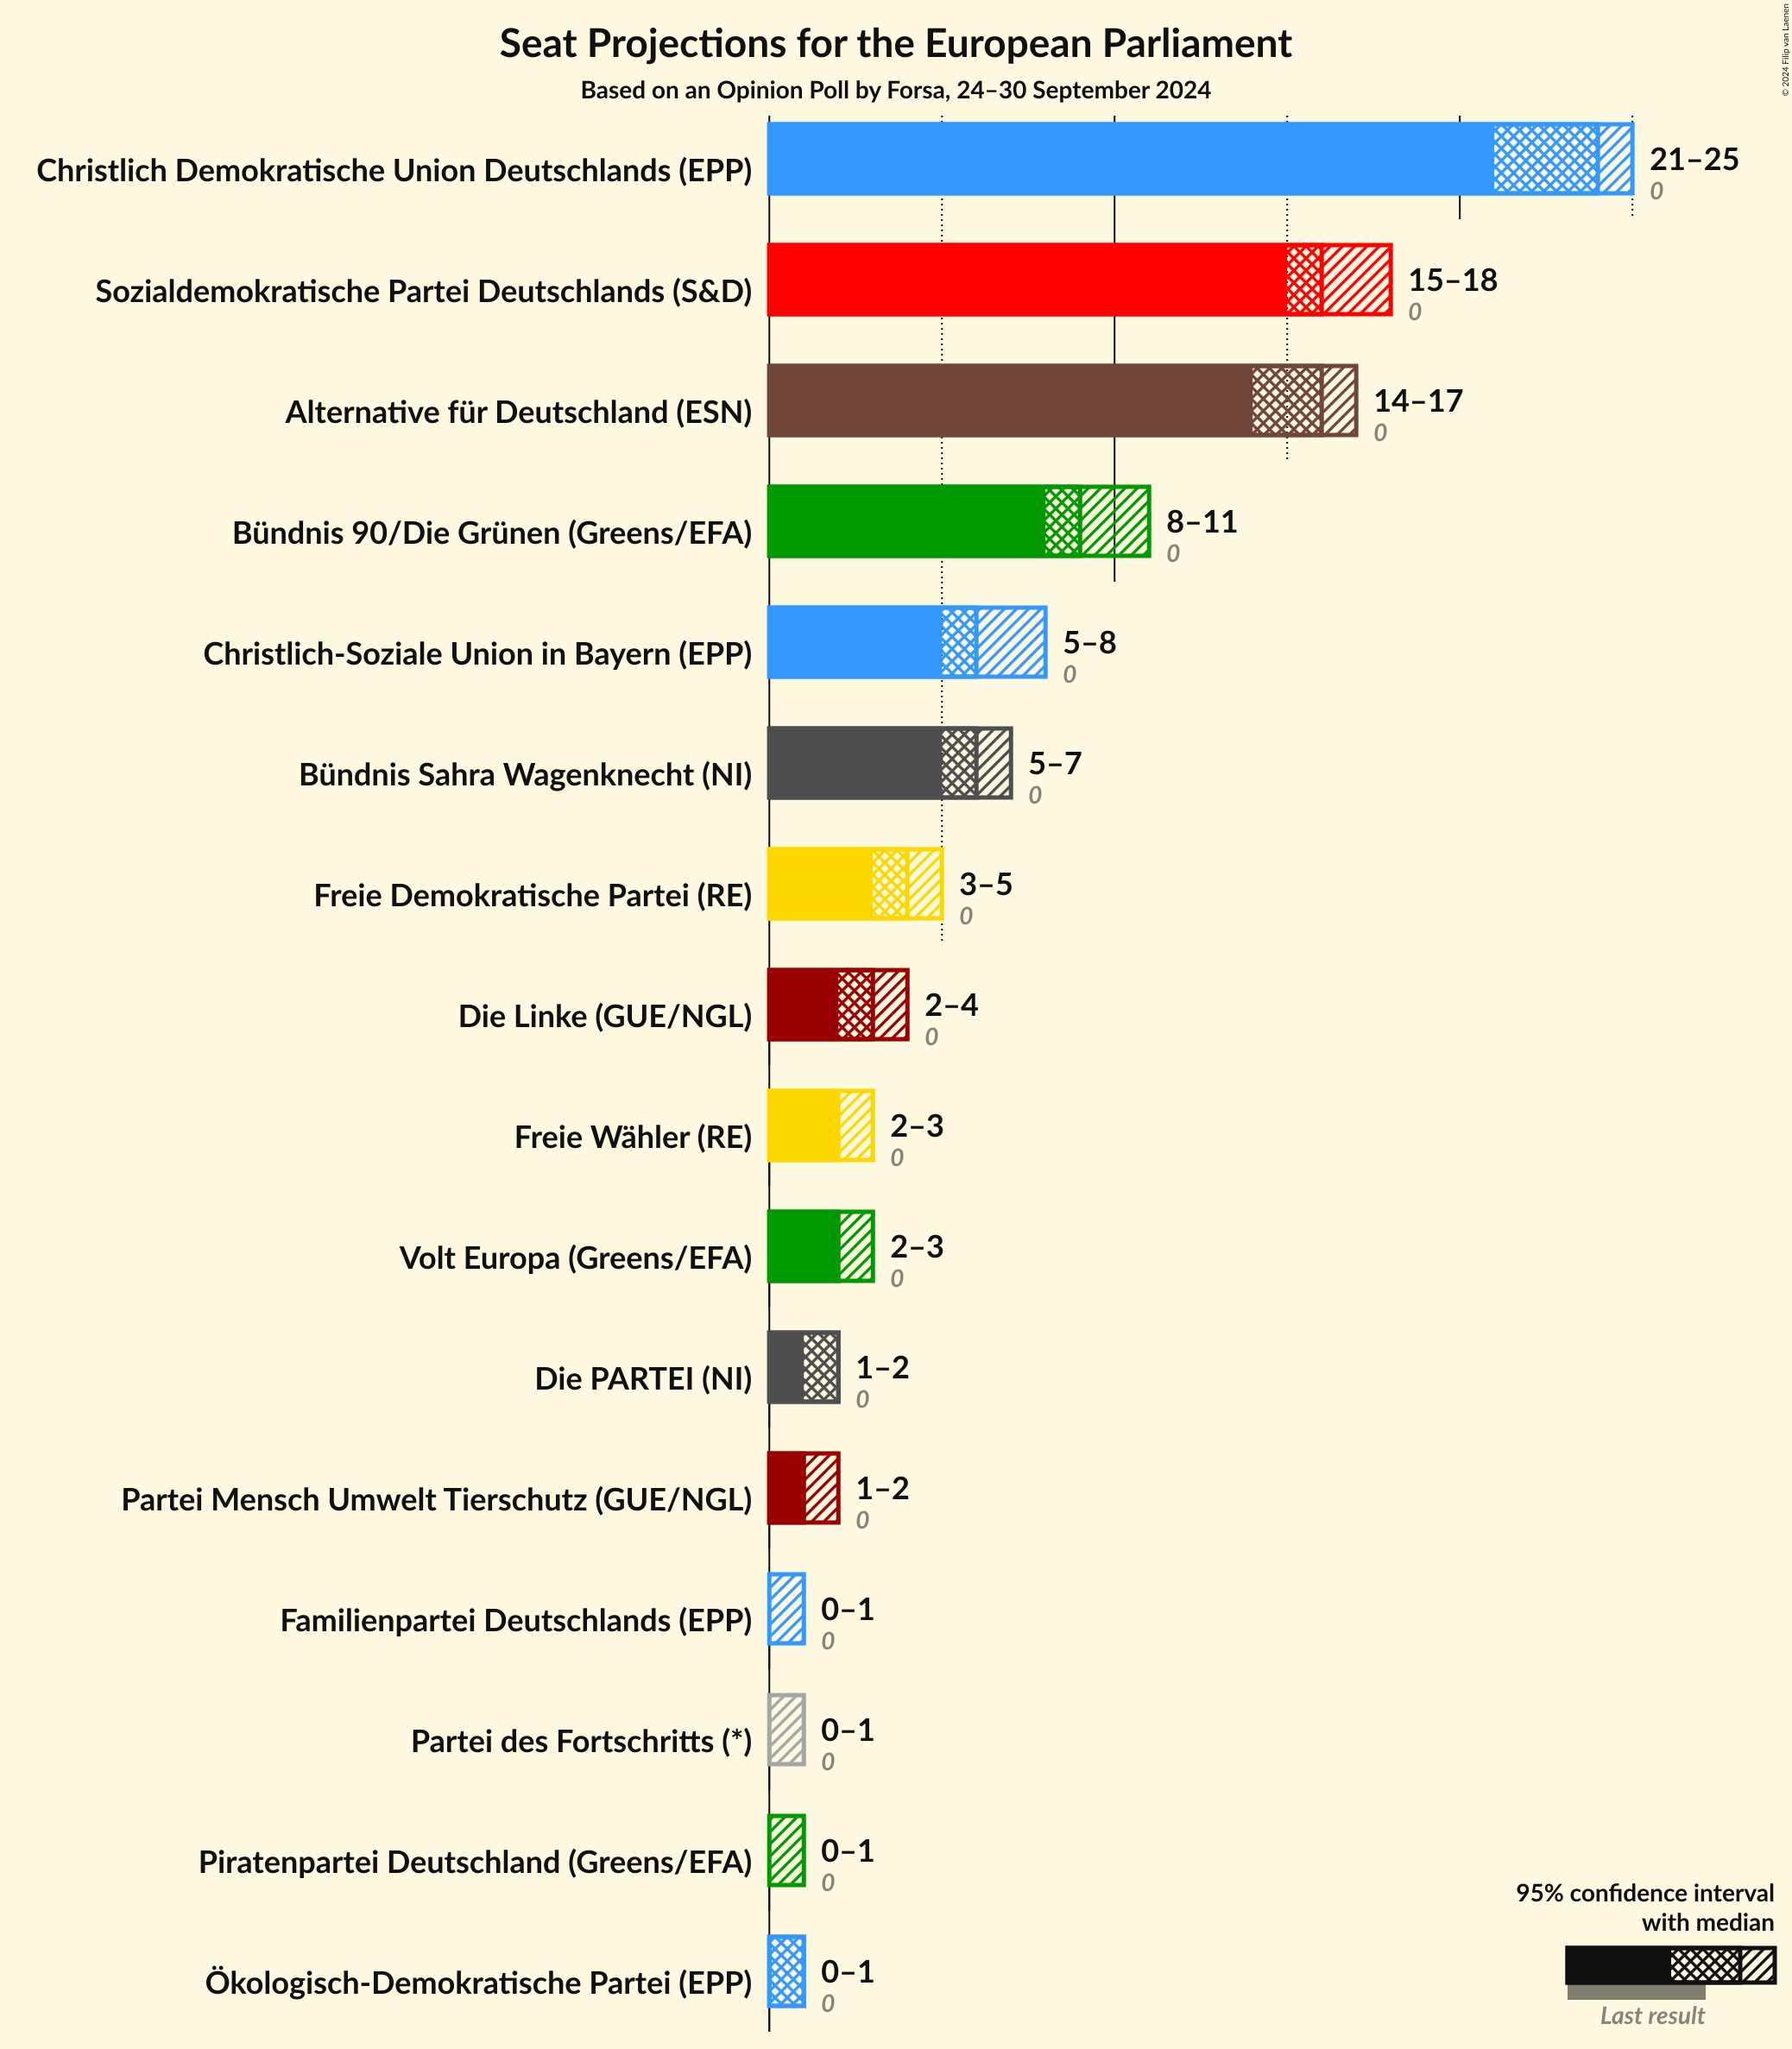 Seat Projections for the European Parliament
Based on an Opinion Poll by Forsa, 24–30 September 2024
© 2024 Filip van Laenen
Christlich Demokratische Union Deutschlands (EPP)
21–25
0
Sozialdemokratische Partei Deutschlands (S&D)
15–18
0
Alternative für Deutschland (ESN)
14–17
0
Bündnis 90/Die Grünen (Greens/EFA)
8–11
0
Christlich-Soziale Union in Bayern (EPP)
5–8
0
Bündnis Sahra Wagenknecht (NI)
5–7
0
Freie Demokratische Partei (RE)
3–5
0
Die Linke (GUE/NGL)
2–4
0
Freie Wähler (RE)
2–3
0
Volt Europa (Greens/EFA)
2–3
0
Die PARTEI (NI)
1–2
0
Partei Mensch Umwelt Tierschutz (GUE/NGL)
1–2
0
Familienpartei Deutschlands (EPP)
0–1
0
Partei des Fortschritts (*)
0–1
0
Piratenpartei Deutschland (Greens/EFA)
0–1
0
Ökologisch-Demokratische Partei (EPP)
0–1
0
95% confidence interval
with median
Last result